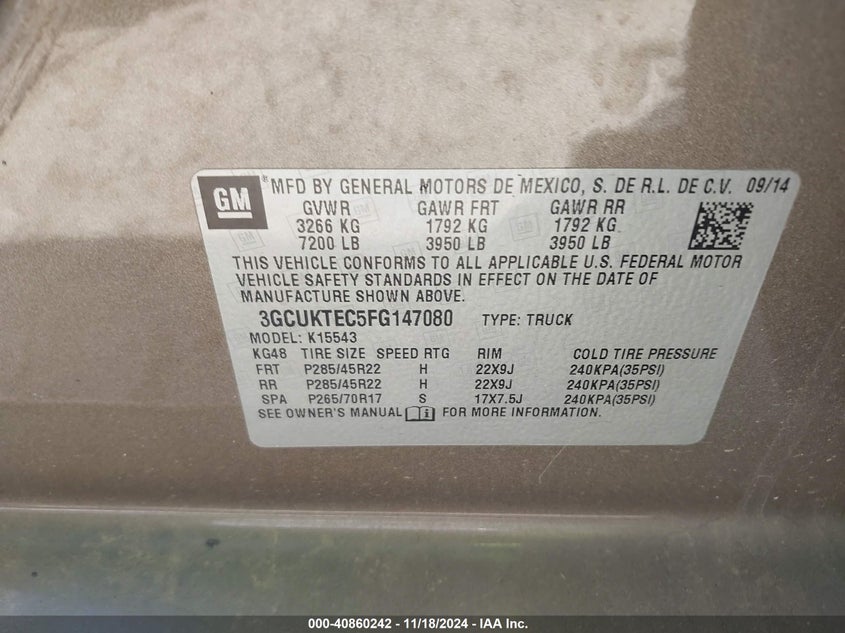 GM ® MFD BY GENERAL MOTORS DE MEXICO, S. DE R.L. DE C.V. 09/14
GVWR GAWR FRT GAWR RR
3266 KG 1792 KG 1792 KG
7200 LB 3950 LB 3950 LB
THIS VEHICLE CONFORMS TO ALL APPLICABLE U.S. FEDERAL MOTOR
VEHICLE SAFETY STANDARDS IN EFFECT ON THE DATE OF
MANUFACTURE SHOWN ABOVE.
3GCUKTEC5FG147080 TYPE: TRUCK
MODEL: K15543
KG48 TIRE SIZE SPEED RTG RIM COLD TIRE PRESSURE
FRT P285/45R22 H 22X9J 240KPA(35PSI)
RR P285/45R22 H 22X9J 240KPA(35PSI)
SPA P265/70R17 S 17X7.5J 240KPA(35PSI)
SEE OWNER'S MANUAL FOR MORE INFORMATION.
000-40860242 - 11/18/2024 - IAA Inc.